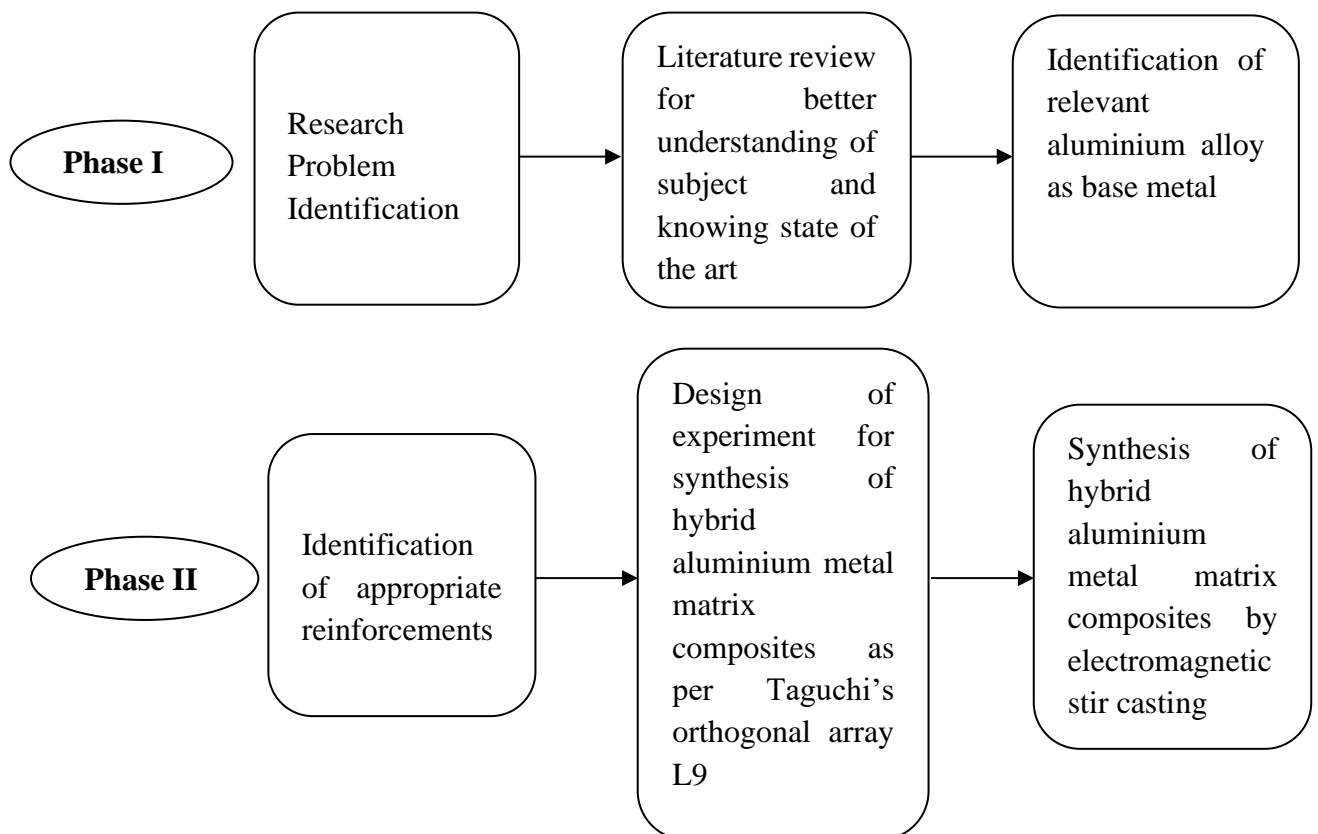 Phase I
Research
Problem
Identification
Literature review
for better
understanding of
subject and
knowing state of
the art
Identification of
relevant
aluminium alloy
as base metal
Phase II
Identification
of appropriate
reinforcements
Design of
experiment for
synthesis of
hybrid
aluminium metal
matrix
composites as
per Taguchi’s
orthogonal array
L9
Synthesis of
hybrid
aluminium
metal matrix
composites by
electromagnetic
stir casting